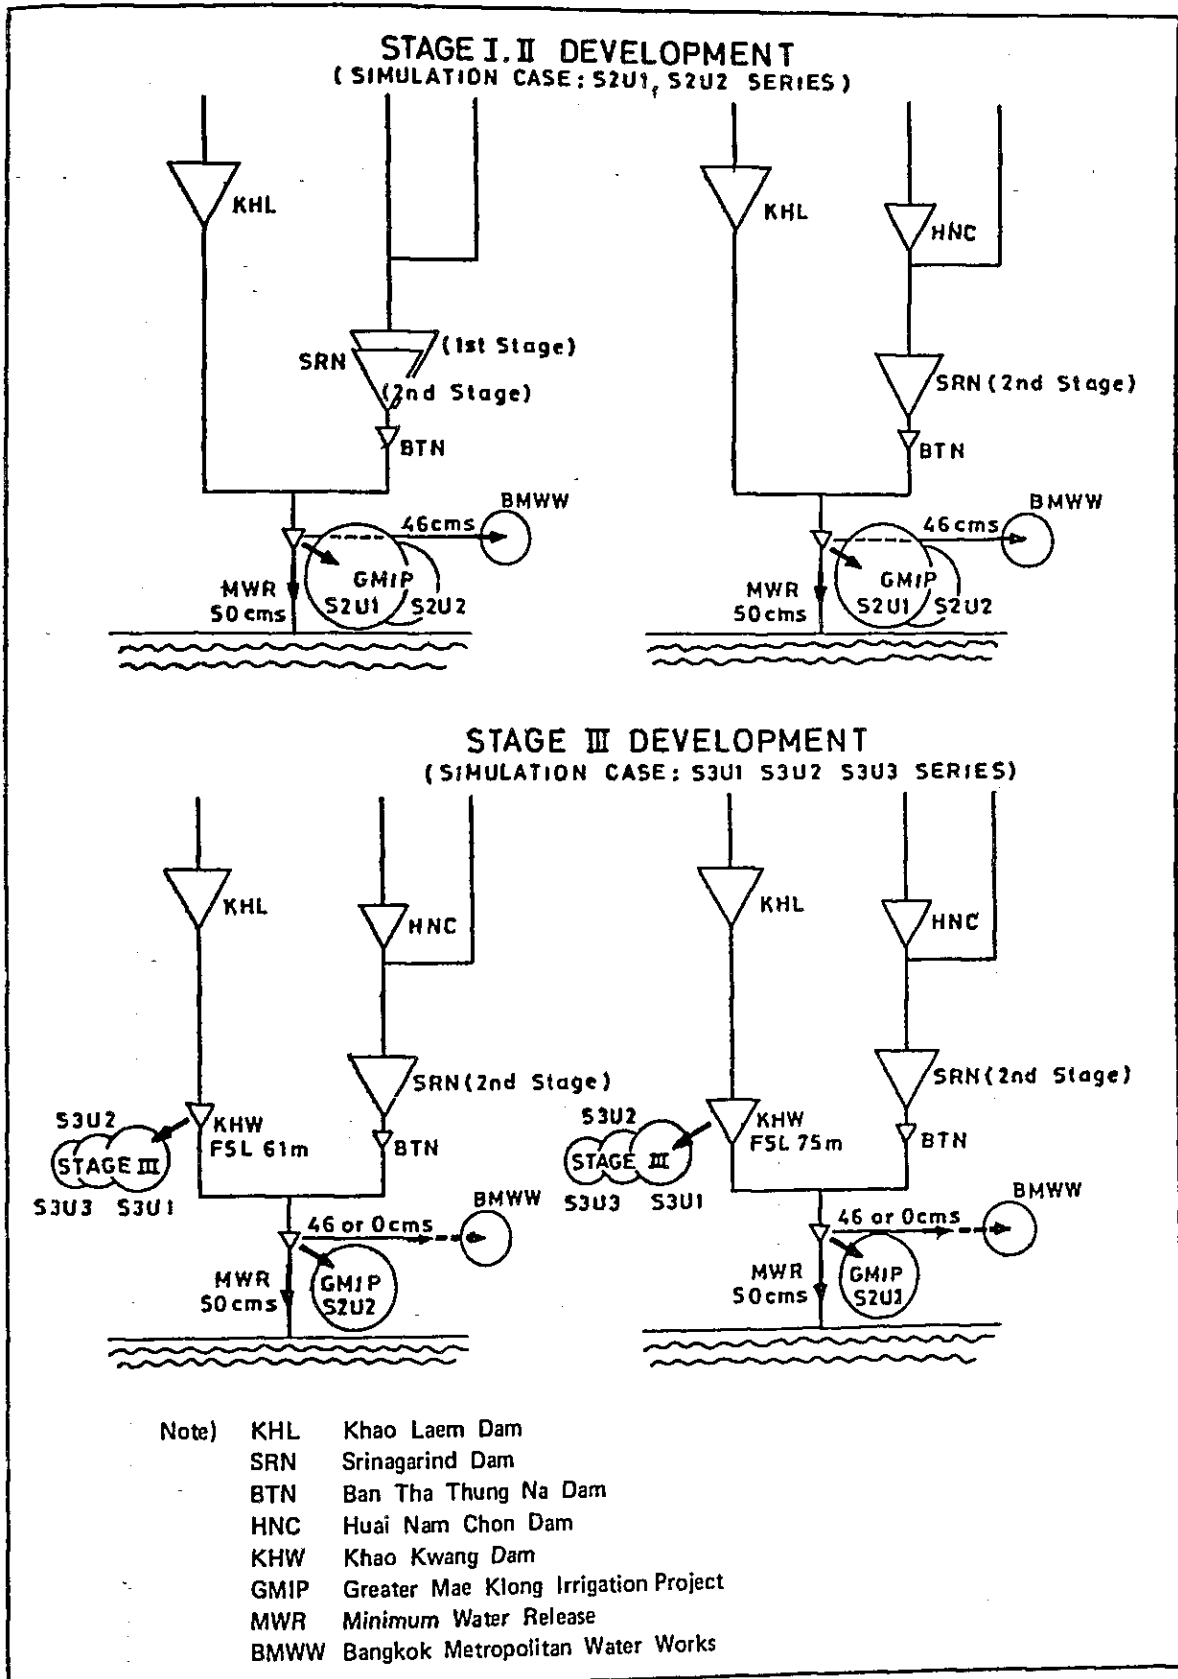 STAGE I, II DEVELOPMENT
(SIMULATION CASE: S2U1, S2U2 SERIES)
KHL
SRN
(1st Stage)
(2nd Stage)
BTN
BMWW
46cms
MWR
50cms
GMIP
S2U1
S2U2
KHL
HNC
SRN (2nd Stage)
BTN
BMWW
46cms
MWR
50cms
GMIP
S2U1
S2U2
STAGE III DEVELOPMENT
(SIMULATION CASE: S3U1 S3U2 S3U3 SERIES)
KHL
HNC
SRN (2nd Stage)
S3U2
KHW
FSL 61m
BTN
STAGE III
S3U3
S3U1
BMWW
46 or 0cms
MWR
50cms
GMIP
S2U2
KHL
HNC
SRN (2nd Stage)
S3U2
KHW
FSL 75m
BTN
STAGE III
S3U3
S3U1
BMWW
46 or 0cms
MWR
50cms
GMIP
Note) KHL Khao Laem Dam
SRN Srinagarind Dam
BTN Ban Tha Thung Na Dam
HNC Huai Nam Chon Dam
KHW Khao Kwang Dam
GMIP Greater Mae Klong Irrigation Project
MWR Minimum Water Release
BMWW Bangkok Metropolitan Water Works